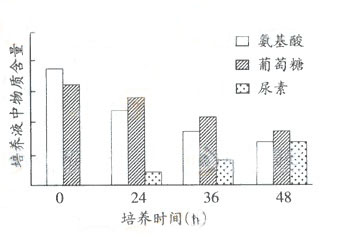 氨基酸
葡萄糖
尿素
培养液中物质含量
0 24 36 48
培养时间(h)